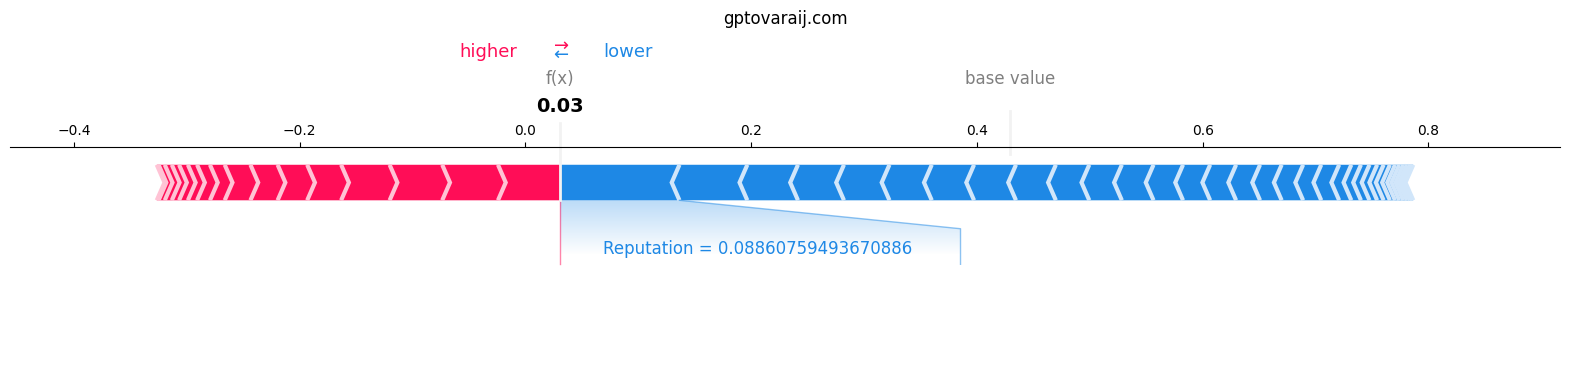 gptovaraij.com
higher ⇄ lower
f(x) base value
0.03
−0.4 −0.2 0.0 0.2 0.4 0.6 0.8
Reputation = 0.08860759493670886